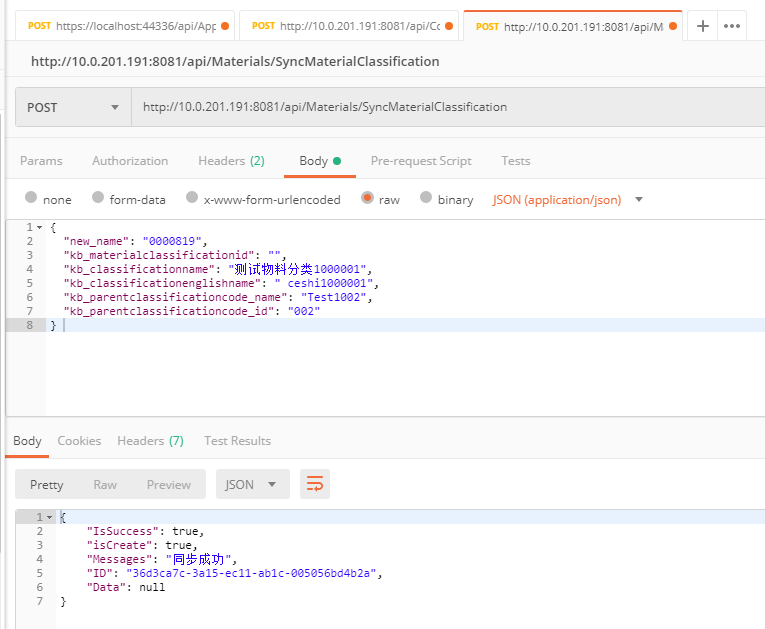 POST https://localhost:44336/api/App POST http://10.0.201.191:8081/api/Co POST http://10.0.201.191:8081/api/M + •••
http://10.0.201.191:8081/api/Materials/SyncMaterialClassification
POST http://10.0.201.191:8081/api/Materials/SyncMaterialClassification
Params Authorization Headers (2) Body Pre-request Script Tests
none form-data x-www-form-urlencoded raw binary JSON (application/json)
1 {
2 "new_name": "0000819",
3 "kb_materialclassificationid": "",
4 "kb_classificationname": "测试物料分类1000001",
5 "kb_classificationenglishname": " ceshi1000001",
6 "kb_parentclassificationcode_name": "Test1002",
7 "kb_parentclassificationcode_id": "002"
8 }
Body Cookies Headers (7) Test Results
Pretty Raw Preview JSON
1 {
2 "IsSuccess": true,
3 "isCreate": true,
4 "Messages": "同步成功",
5 "ID": "36d3ca7c-3a15-ec11-ab1c-005056bd4b2a",
6 "Data": null
7 }